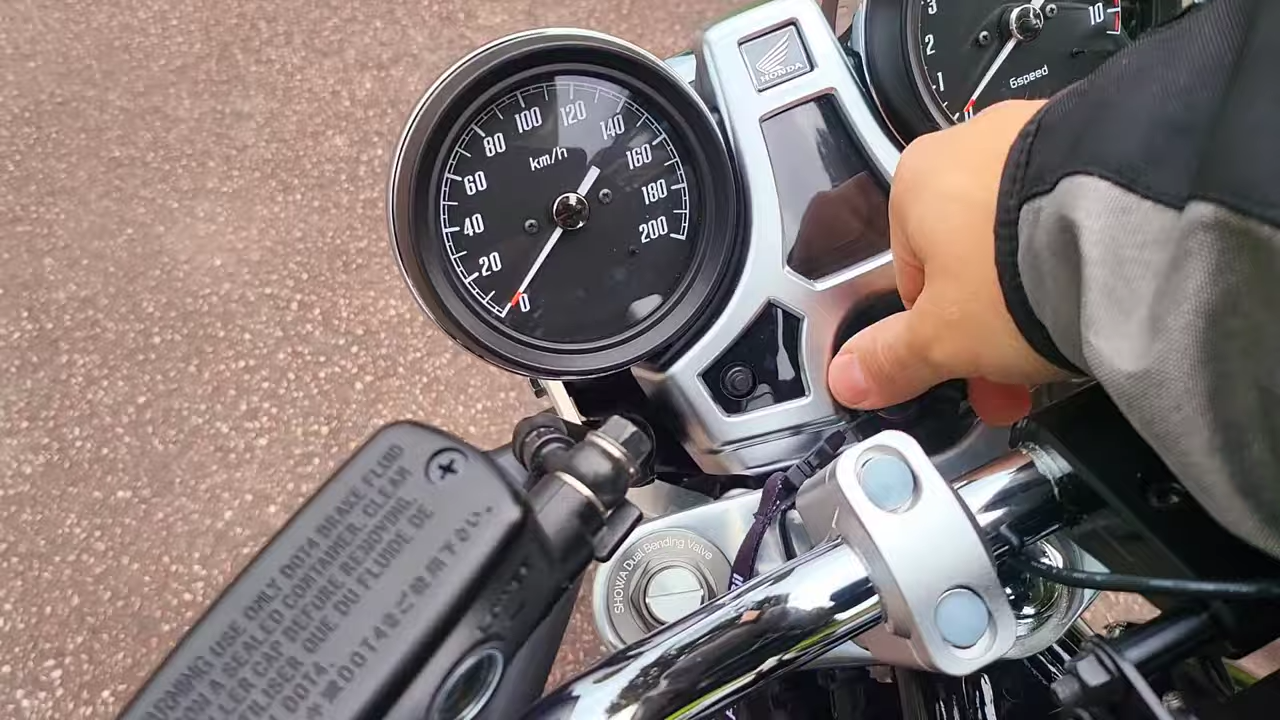 0
20
40
60
80
100
120
140
160
180
200
km/h
HONDA
1
2
3
10
6speed
SHOWA Dual Bending Valve
WARNING USE ONLY DOT4 BRAKE FLUID
FROM A SEALED CONTAINER. CLEAN
FILLER CAP BEFORE REMOVING.